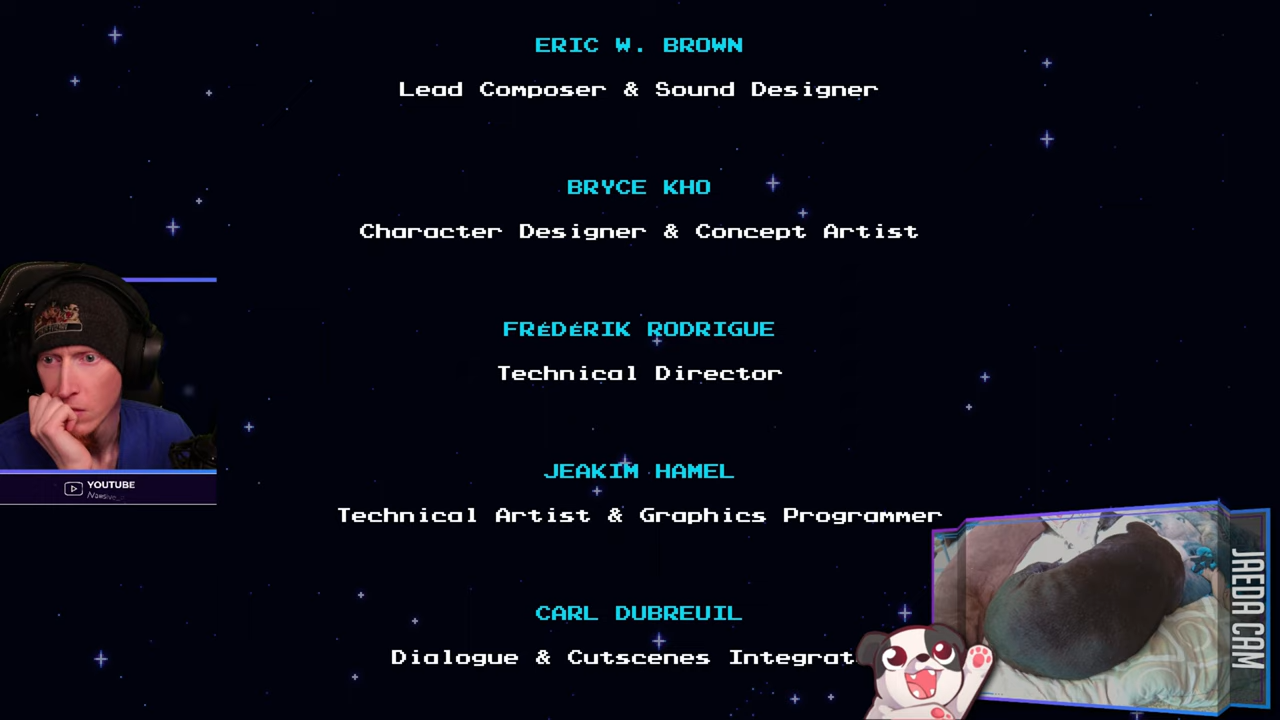 ERIC W. BROWN
Lead Composer & Sound Designer
BRYCE KHO
Character Designer & Concept Artist
FRéDéRIK RODRIGUE
Technical Director
JEAKIM HAMEL
Technical Artist & Graphics Programmer
CARL DUBREUIL
Dialogue & Cutscenes Integrat
YOUTUBE
JAEDA CAM